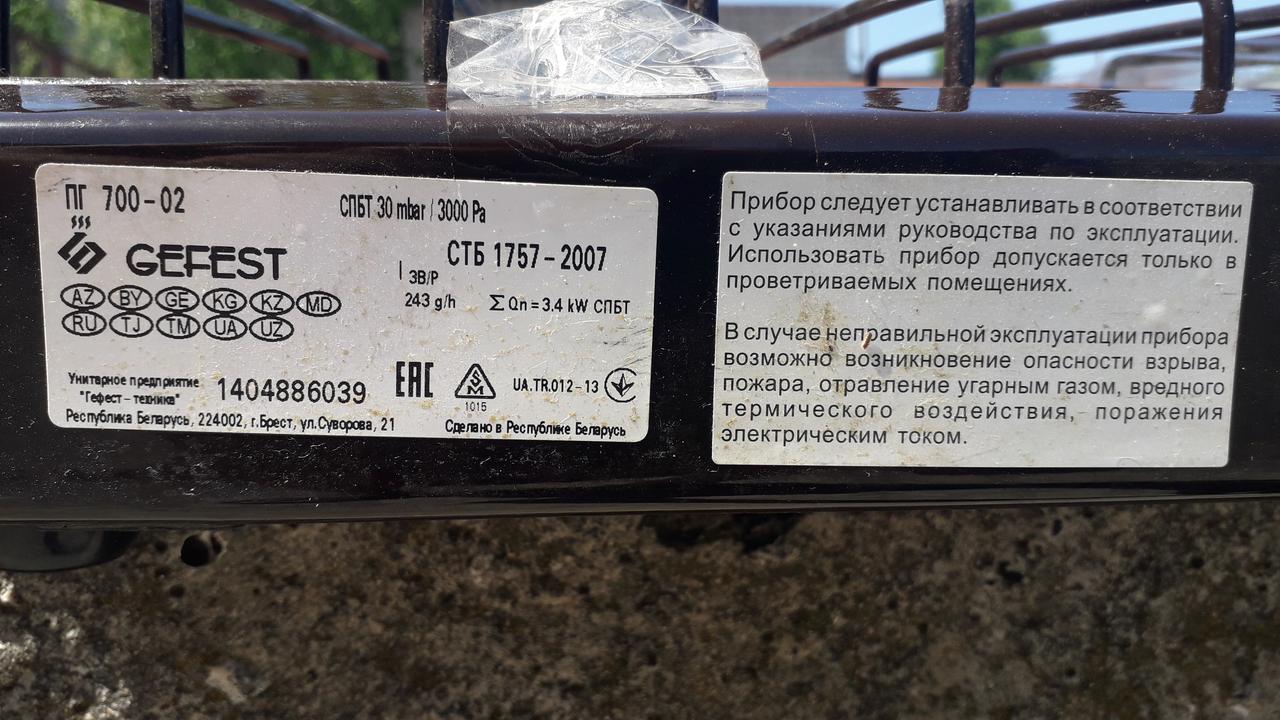 ПГ 700-02
СПБТ 30 mbar / 3000 Pa
GEFEST
СТБ 1757-2007
I 3B/P
243 g/h Σ Qn = 3.4 kW СПБТ
AZ BY GE KG KZ MD
RU TJ TM UA UZ
Унитарное предприятие
"Гефест-техника"
1404886039
EAC
1015
UA.TR.012-13
Республика Беларусь, 224002, г.Брест, ул.Суворова, 21
Сделано в Республике Беларусь
Прибор следует устанавливать в соответствии
с указаниями руководства по эксплуатации.
Использовать прибор допускается только в
проветриваемых помещениях.
В случае неправильной эксплуатации прибора
возможно возникновение опасности взрыва,
пожара, отравление угарным газом, вредного
термического воздействия, поражения
электрическим током.